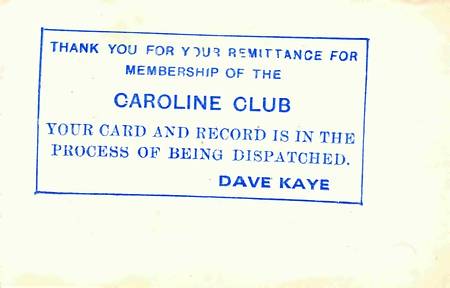 THANK YOU FOR YOUR REMITTANCE FOR
MEMBERSHIP OF THE
CAROLINE CLUB
YOUR CARD AND RECORD IS IN THE
PROCESS OF BEING DISPATCHED.
DAVE KAYE